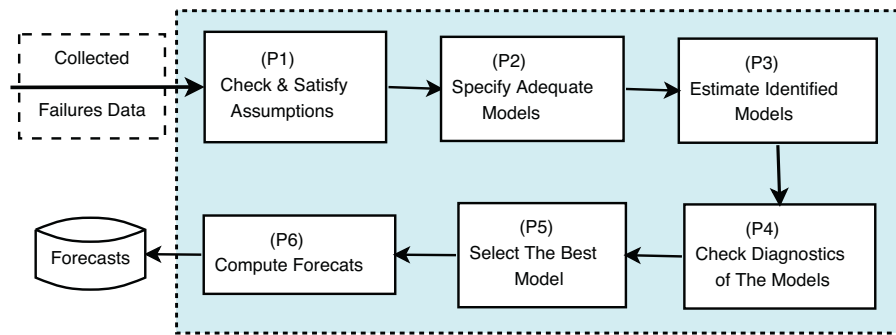 Collected
Failures Data
(P1)
Check & Satisfy
Assumptions
(P2)
Specify Adequate
Models
(P3)
Estimate Identified
Models
(P4)
Check Diagnostics
of The Models
(P5)
Select The Best
Model
(P6)
Compute Forecats
Forecasts